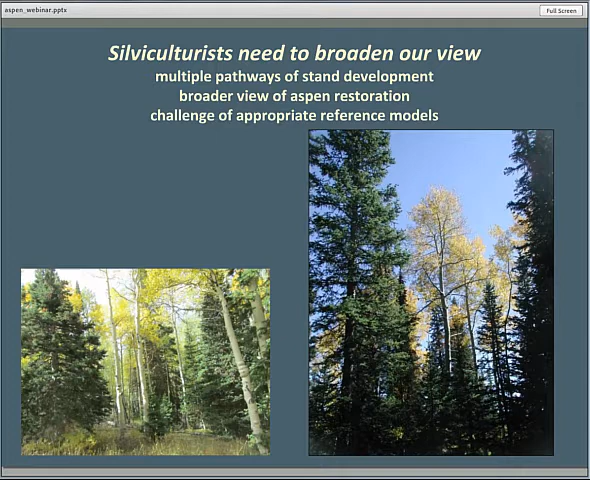 aspen_webinar.pptx
Full Screen
Silviculturists need to broaden our view
multiple pathways of stand development
broader view of aspen restoration
challenge of appropriate reference models